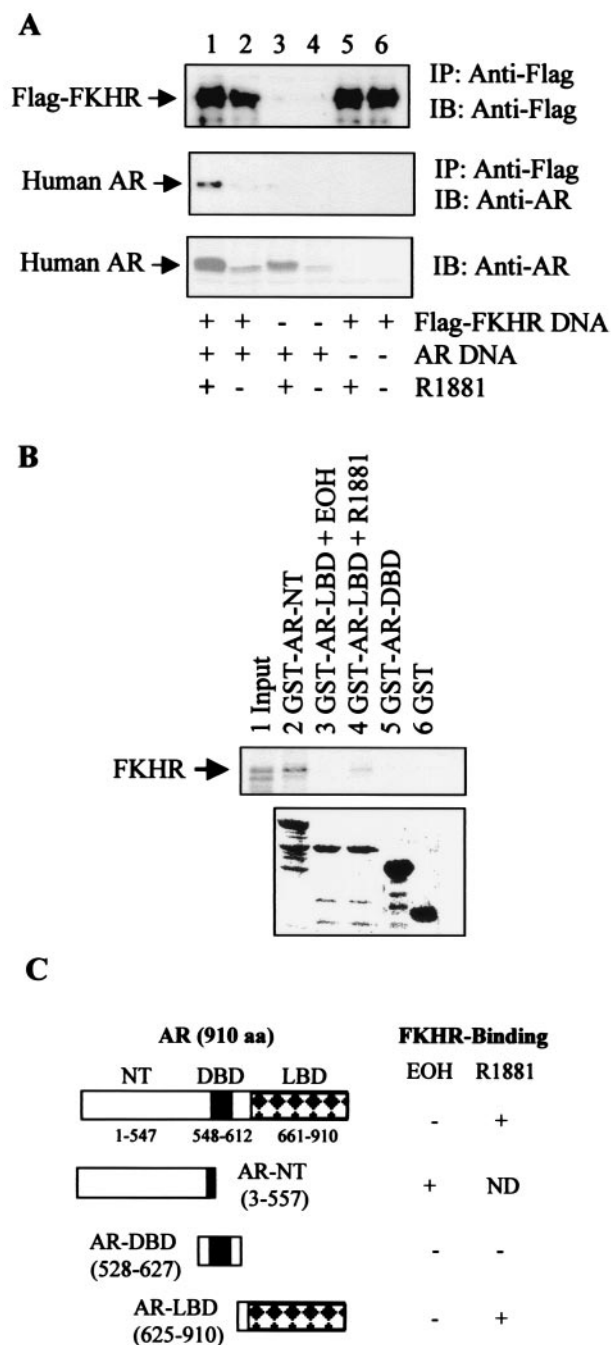 A
1 2 3 4 5 6
Flag-FKHR
IP: Anti-Flag
IB: Anti-Flag
Human AR
IP: Anti-Flag
IB: Anti-AR
Human AR
IB: Anti-AR
+ + - - + + Flag-FKHR DNA
+ + + + - - AR DNA
+ - + - + - R1881
B
1 Input
2 GST-AR-NT
3 GST-AR-LBD + EOH
4 GST-AR-LBD + R1881
5 GST-AR-DBD
6 GST
FKHR
C
AR (910 aa) FKHR-Binding
NT DBD LBD EOH R1881
- +
1-547 548-612 661-910
AR-NT
(3-557)
+ ND
AR-DBD
(528-627)
- -
AR-LBD
(625-910)
- +